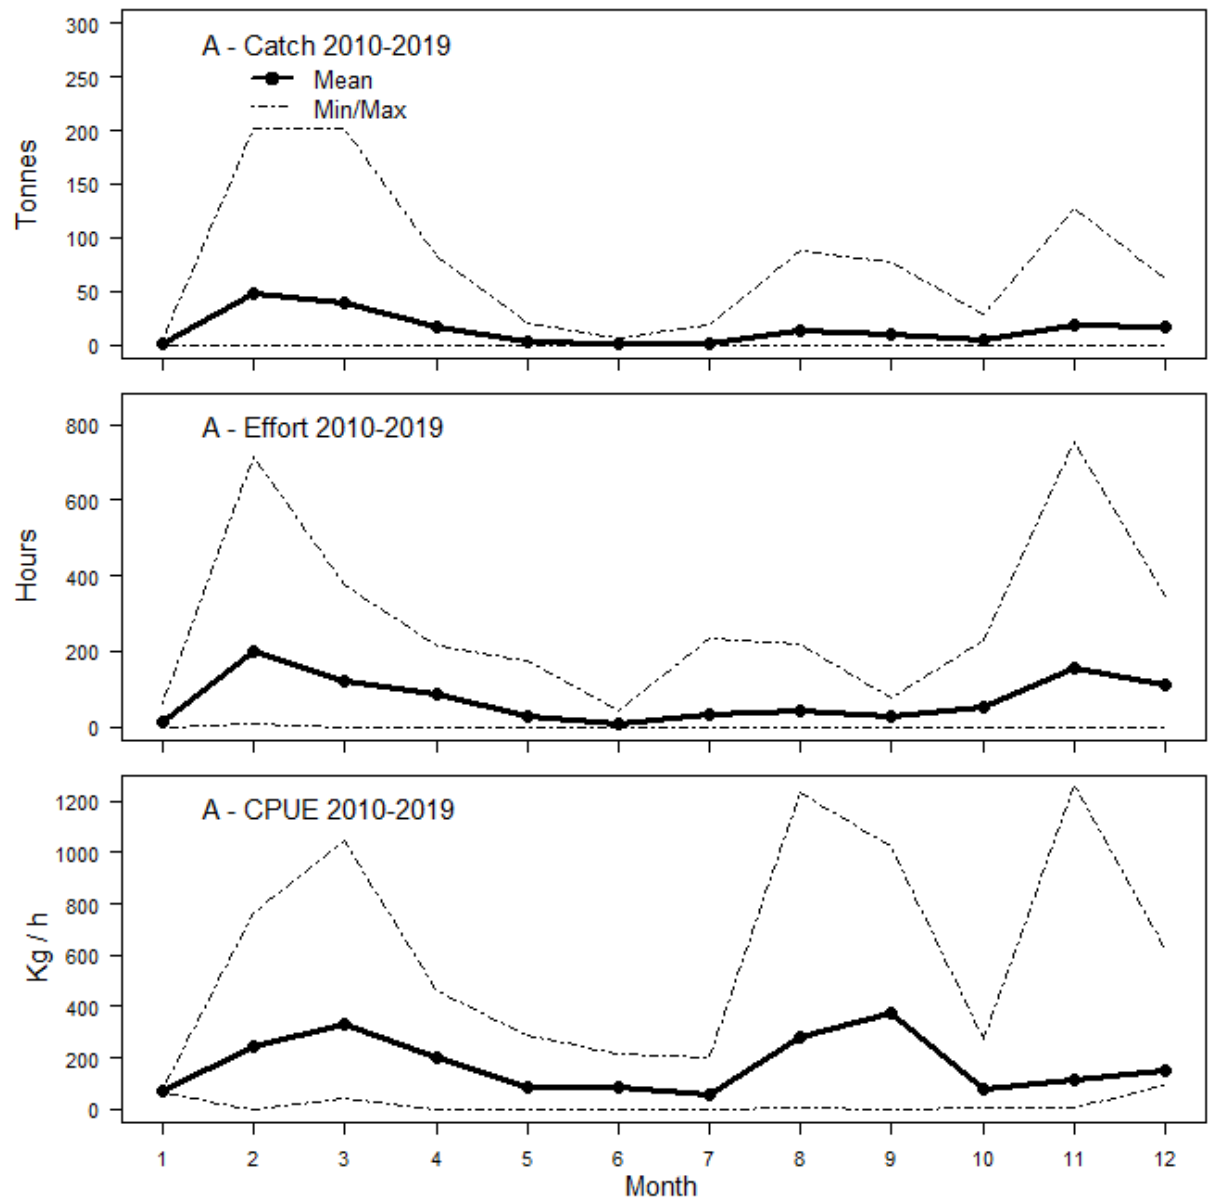 300
A - Catch 2010-2019
Mean
Min/Max
250
200
150
100
50
0
Tonnes
A - Effort 2010-2019
800
600
400
200
0
Hours
A - CPUE 2010-2019
1200
1000
800
600
400
200
0
Kg / h
1 2 3 4 5 6 7 8 9 10 11 12
Month